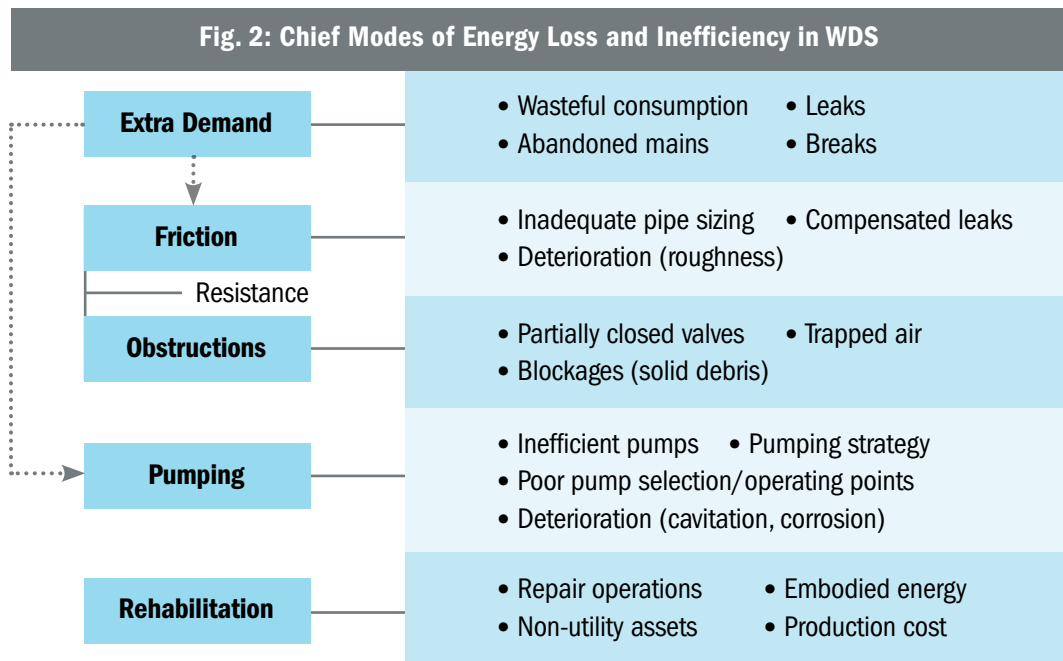 Fig. 2: Chief Modes of Energy Loss and Inefficiency in WDS
Extra Demand
• Wasteful consumption • Leaks
• Abandoned mains • Breaks
Friction
• Inadequate pipe sizing • Compensated leaks
• Deterioration (roughness)
Resistance
Obstructions
• Partially closed valves • Trapped air
• Blockages (solid debris)
Pumping
• Inefficient pumps • Pumping strategy
• Poor pump selection/operating points
• Deterioration (cavitation, corrosion)
Rehabilitation
• Repair operations • Embodied energy
• Non-utility assets • Production cost